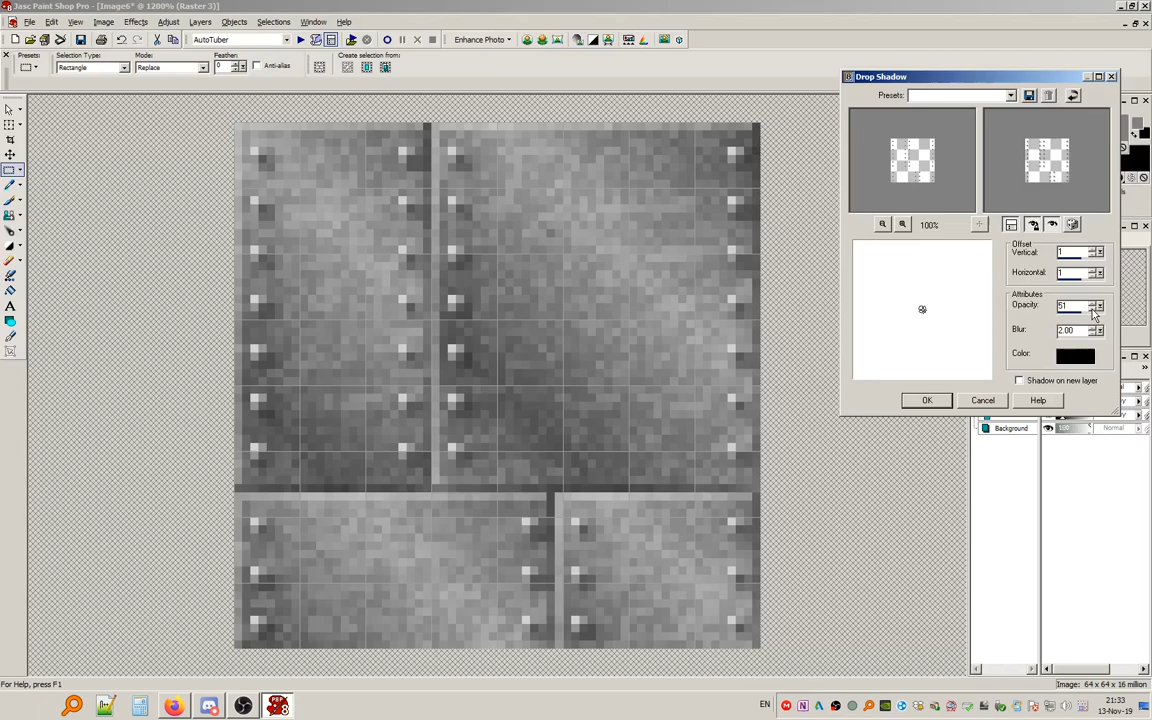 Jasc Paint Shop Pro - [Image6* @ 1200% (Raster 3)]
File Edit View Image Effects Adjust Layers Objects Selections Window Help
AutoTuber
Enhance Photo
Presets:
Selection Type:
Rectangle
Mode:
Replace
Feather:
0
Anti-alias
Create selection from:
Drop Shadow
Presets:
100%
Offset
Vertical:
1
Horizontal:
1
Attributes
Opacity:
51
Blur:
2.00
Color:
Shadow on new layer
OK
Cancel
Help
Background
100
Normal
For Help, press F1
Image: 64 x 64 x 16 million
EN
21:33
13-Nov-19